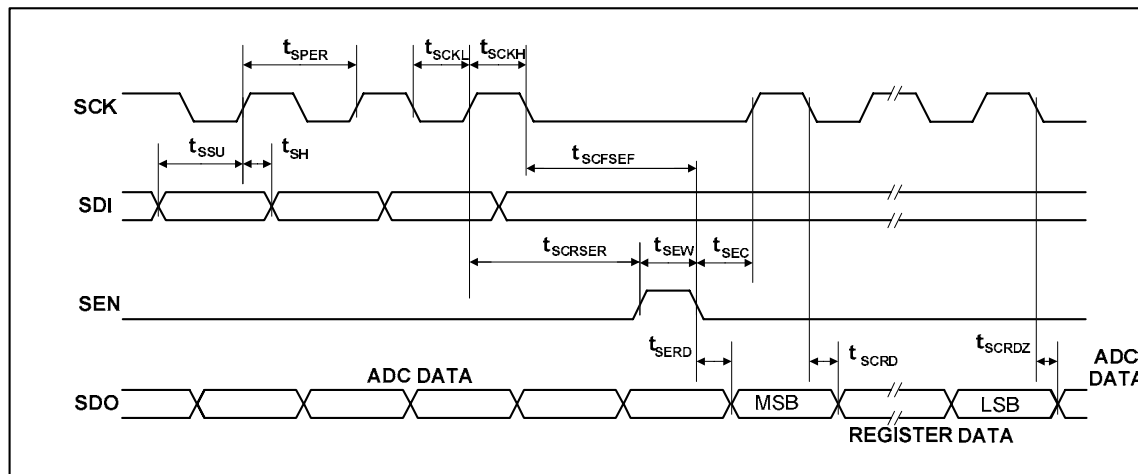 tSPER
tSCKL
tSCKH
SCK
tSSU
tSH
tSCFSEF
SDI
tSCRSER
tSEW
tSEC
SEN
tSERD
tSCRD
tSCRDZ
ADC DATA
ADC DATA
SDO
MSB
LSB
REGISTER DATA